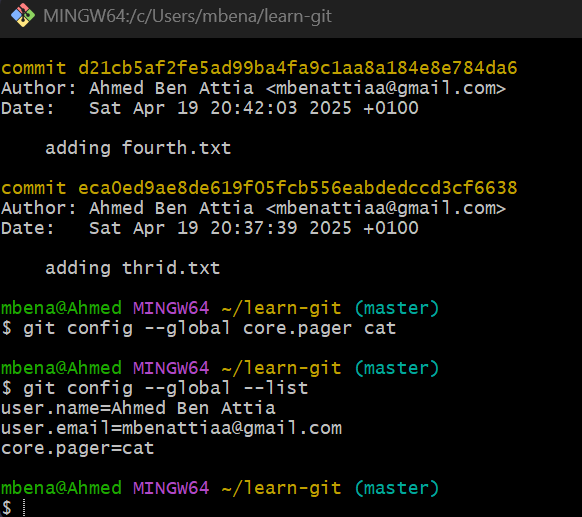 MINGW64:/c/Users/mbena/learn-git
commit d21cb5af2fe5ad99ba4fa9c1aa8a184e8e784da6
Author: Ahmed Ben Attia <mbenattiaa@gmail.com>
Date:   Sat Apr 19 20:42:03 2025 +0100
    adding fourth.txt
commit eca0ed9ae8de619f05fcb556eabdedccd3cf6638
Author: Ahmed Ben Attia <mbenattiaa@gmail.com>
Date:   Sat Apr 19 20:37:39 2025 +0100
    adding thrid.txt
mbena@Ahmed MINGW64 ~/learn-git (master)
$ git config --global core.pager cat
mbena@Ahmed MINGW64 ~/learn-git (master)
$ git config --global --list
user.name=Ahmed Ben Attia
user.email=mbenattiaa@gmail.com
core.pager=cat
mbena@Ahmed MINGW64 ~/learn-git (master)
$